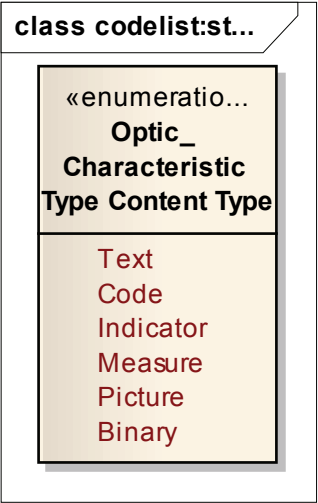 class codelist:st...
«enumeratio...
Optic_
Characteristic
Type Content Type
Text
Code
Indicator
Measure
Picture
Binary